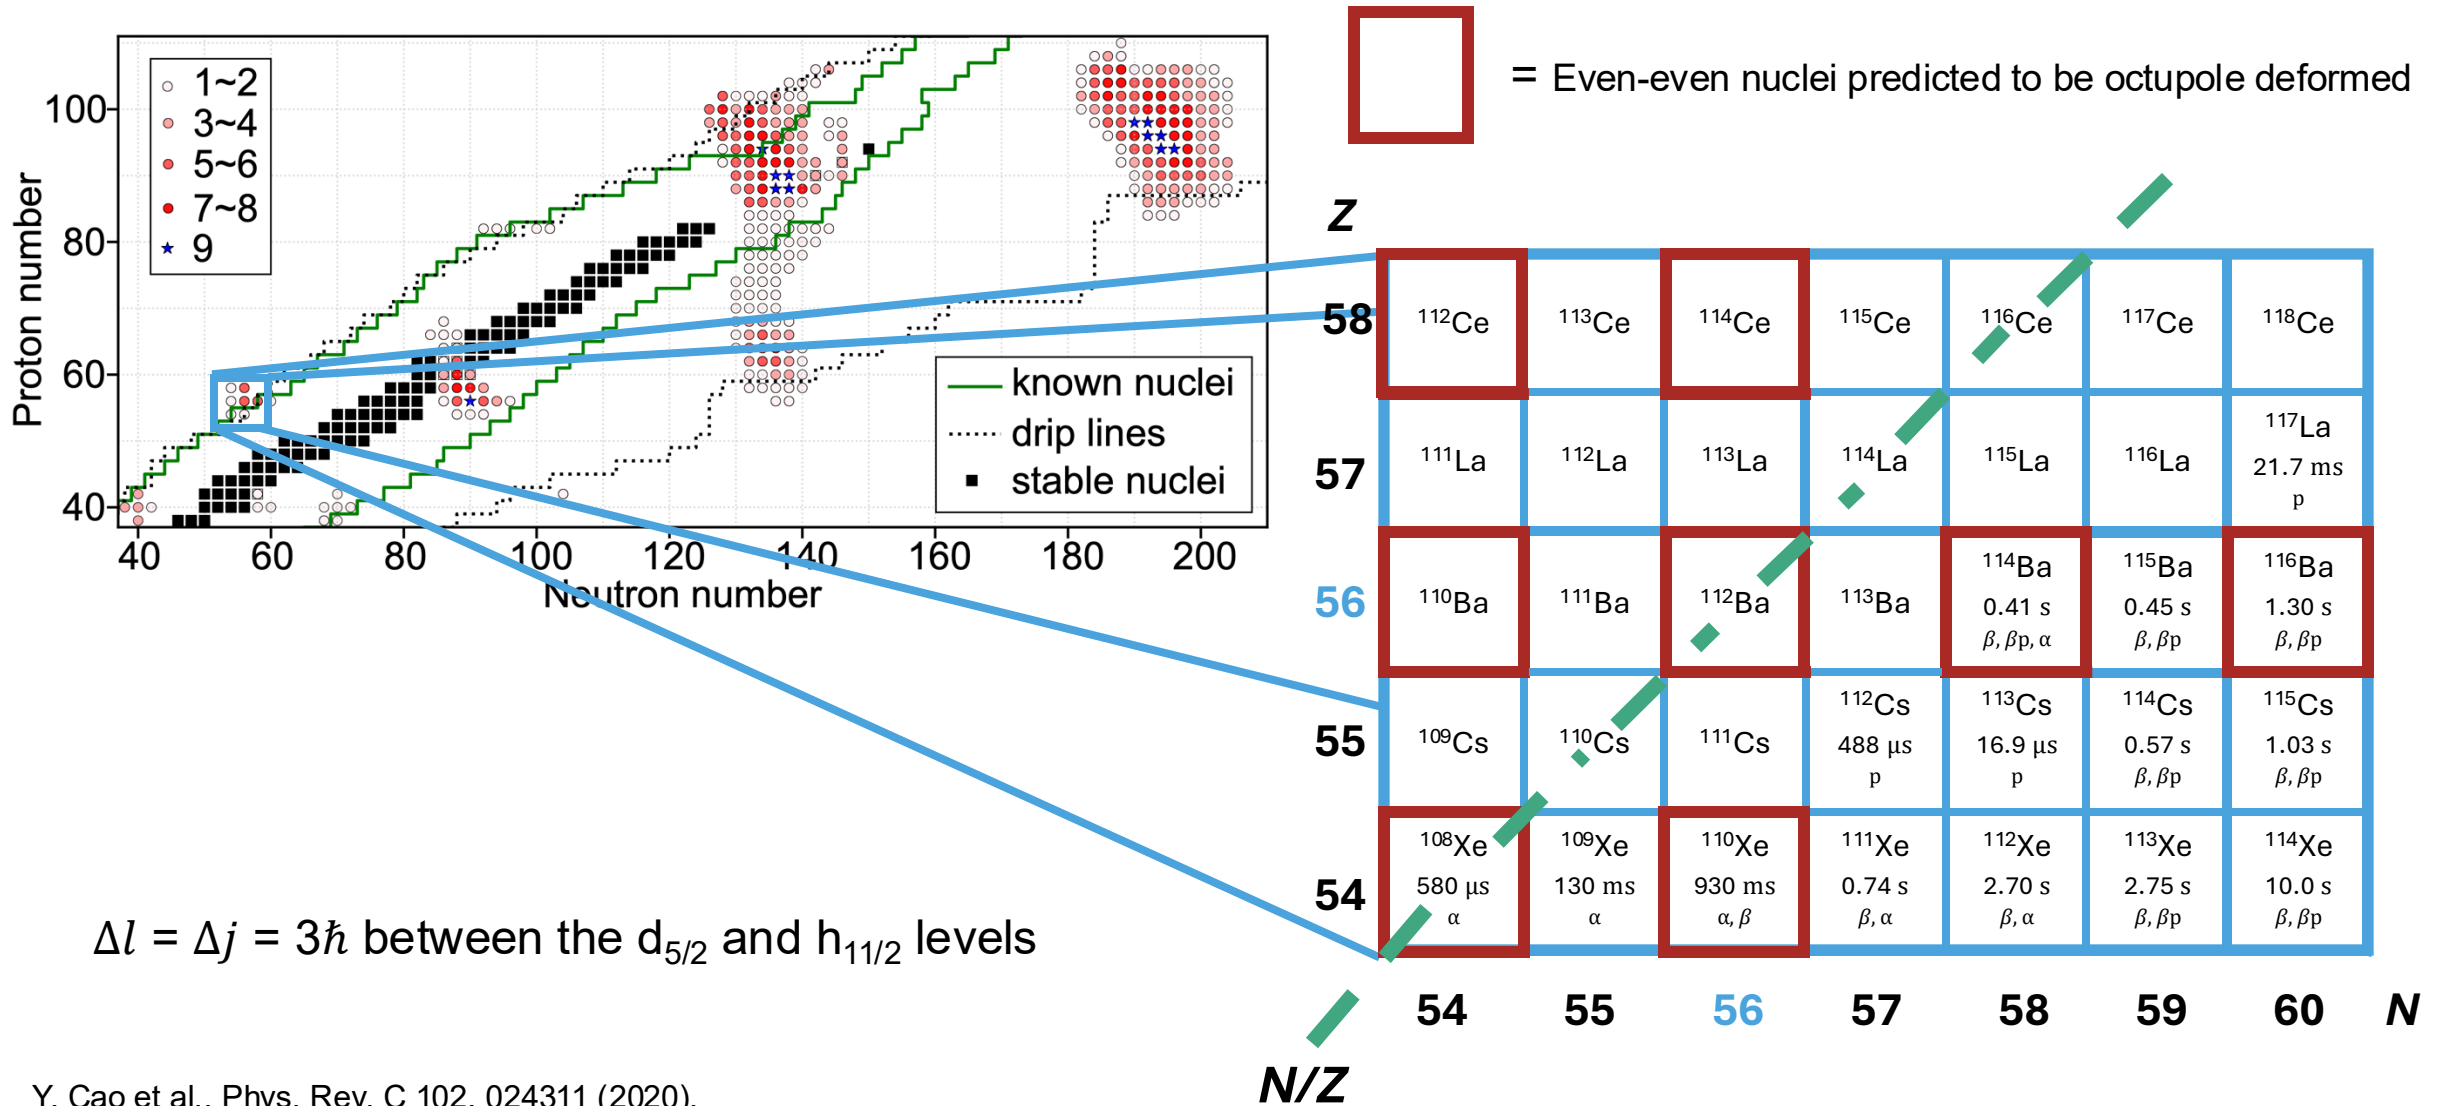 = Even-even nuclei predicted to be octupole deformed
1~2
3~4
5~6
7~8
9
known nuclei
drip lines
stable nuclei
Proton number
100
80
60
40
40 60 80 100 120 140 160 180 200
Neutron number
Δl = Δj = 3ħ between the d5/2 and h11/2 levels
Y. Cao et al., Phys. Rev. C 102, 024311 (2020).
Z
58
¹¹²Ce ¹¹³Ce ¹¹⁴Ce ¹¹⁵Ce ¹¹⁶Ce ¹¹⁷Ce ¹¹⁸Ce
57
¹¹¹La ¹¹²La ¹¹³La ¹¹⁴La ¹¹⁵La ¹¹⁶La
¹¹⁷La
21.7 ms
p
56
¹¹⁰Ba ¹¹¹Ba ¹¹²Ba ¹¹³Ba
¹¹⁴Ba
0.41 s
β, βp, α
¹¹⁵Ba
0.45 s
β, βp
¹¹⁶Ba
1.30 s
β, βp
55
¹⁰⁹Cs ¹¹⁰Cs ¹¹¹Cs
¹¹²Cs
488 μs
p
¹¹³Cs
16.9 μs
p
¹¹⁴Cs
0.57 s
β, βp
¹¹⁵Cs
1.03 s
β, βp
54
¹⁰⁸Xe
580 μs
α
¹⁰⁹Xe
130 ms
α
¹¹⁰Xe
930 ms
α, β
¹¹¹Xe
0.74 s
β, α
¹¹²Xe
2.70 s
β, α
¹¹³Xe
2.75 s
β, βp
¹¹⁴Xe
10.0 s
β, βp
54 55 56 57 58 59 60 N
N/Z